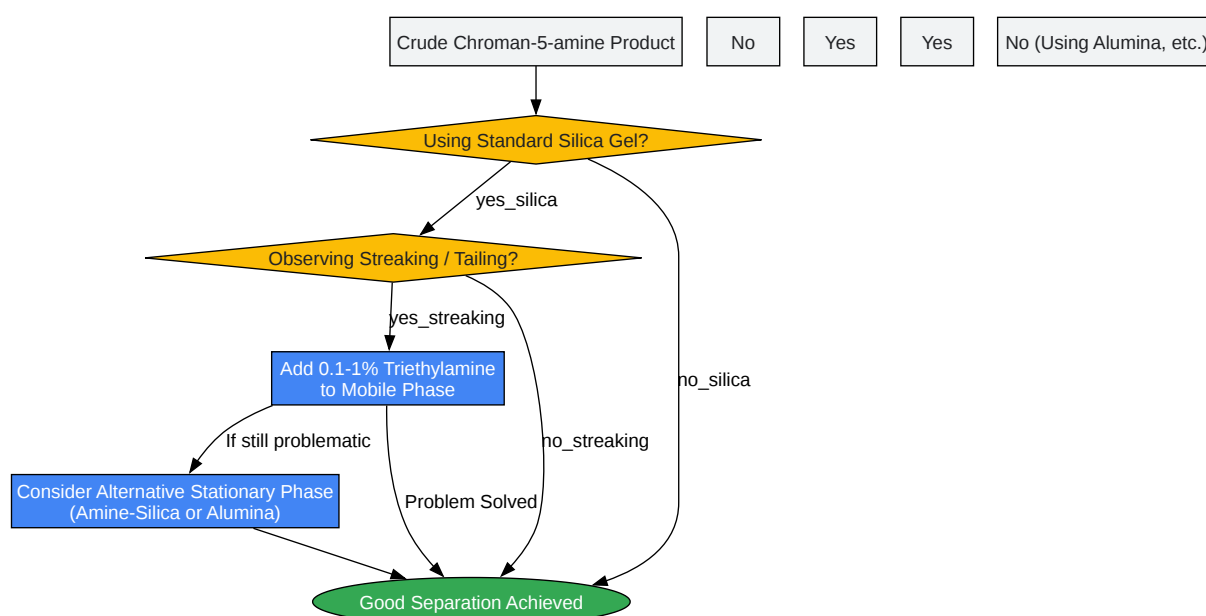 Crude Chroman-5-amine Product
No
Yes
Yes
No (Using Alumina, etc.)
Using Standard Silica Gel?
yes_silica
Observing Streaking / Tailing?
yes_streaking
Add 0.1-1% Triethylamine
to Mobile Phase
no_silica
If still problematic
no_streaking
Consider Alternative Stationary Phase
(Amine-Silica or Alumina)
Problem Solved
Good Separation Achieved